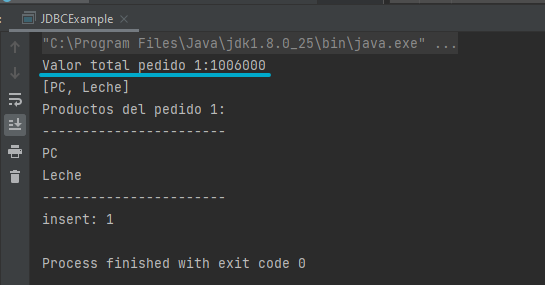 JDBCExample
"C:\Program Files\Java\jdk1.8.0_25\bin\java.exe" ...
Valor total pedido 1:1006000
[PC, Leche]
Productos del pedido 1:
-----------------------
PC
Leche
-----------------------
insert: 1
Process finished with exit code 0